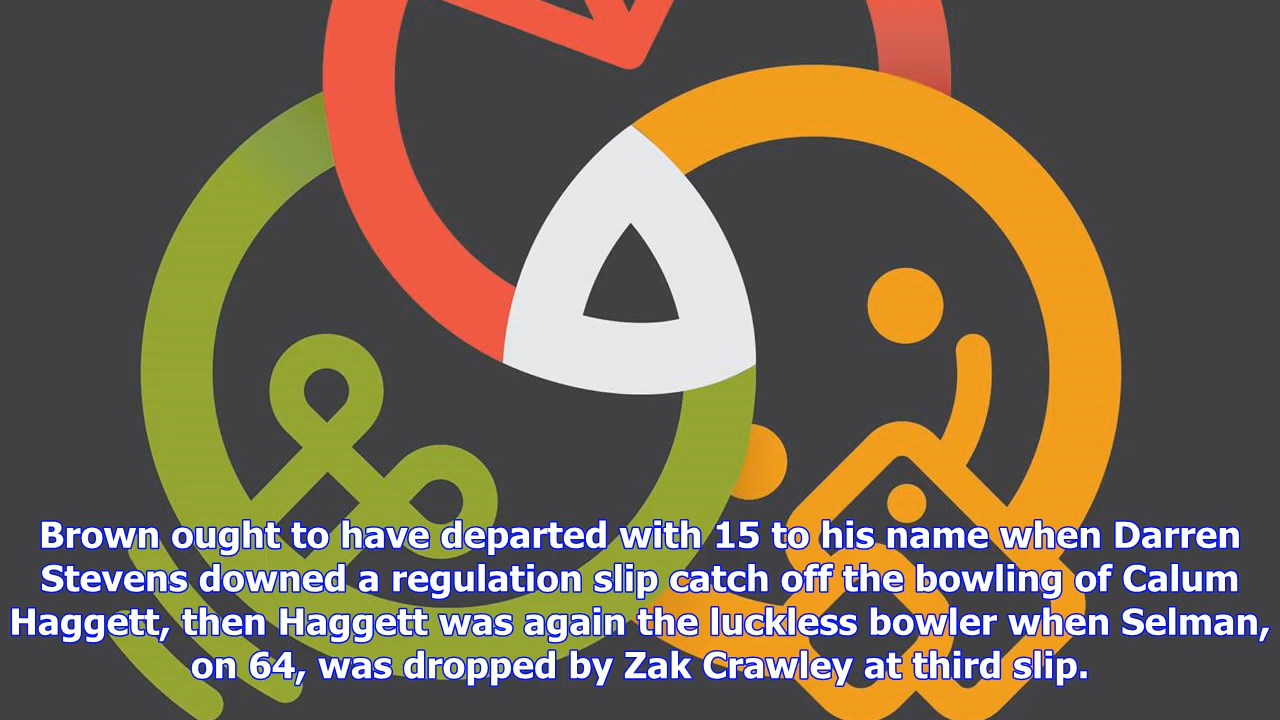 Brown ought to have departed with 15 to his name when Darren
Stevens downed a regulation slip catch off the bowling of Calum
Haggett, then Haggett was again the luckless bowler when Selman,
on 64, was dropped by Zak Crawley at third slip.